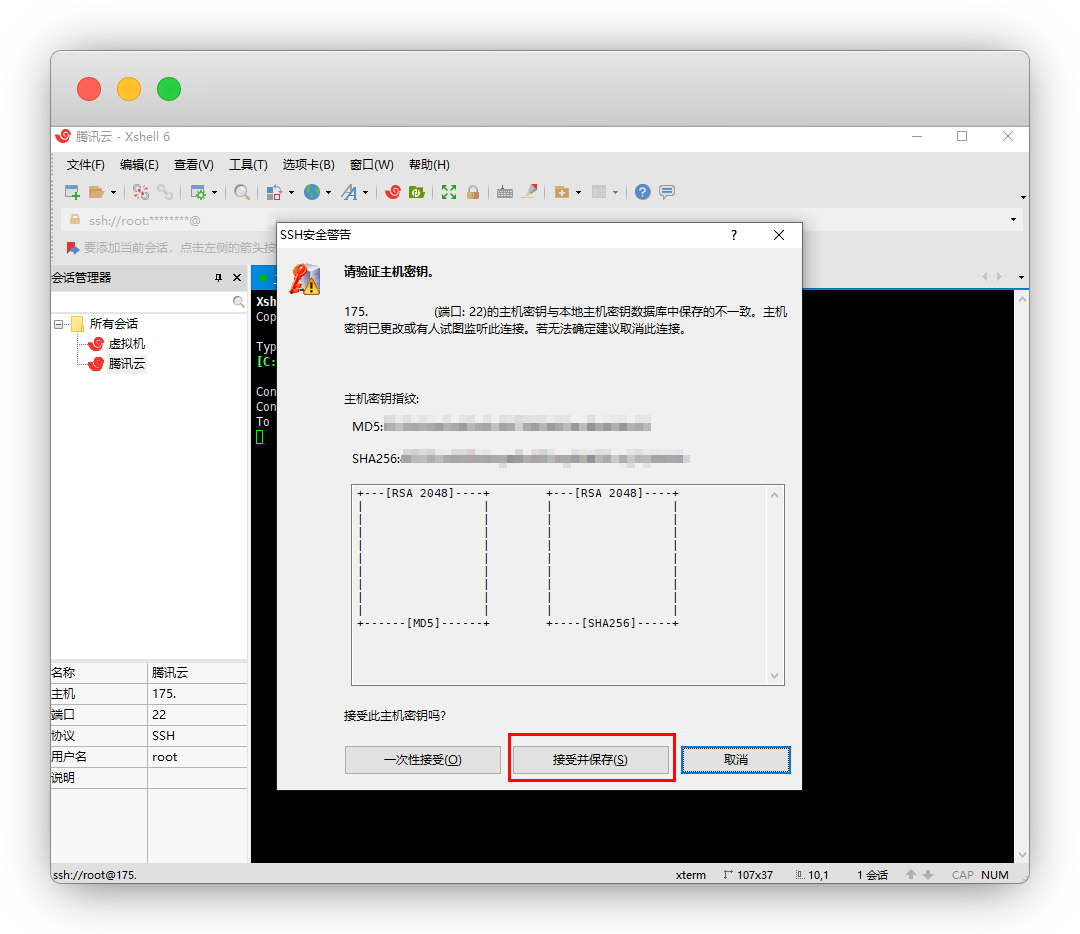 腾讯云 - Xshell 6
文件(F) 编辑(E) 查看(V) 工具(T) 选项卡(B) 窗口(W) 帮助(H)
ssh://root:********@
要添加当前会话，点击左侧的箭头按
会话管理器
所有会话
虚拟机
腾讯云
名称 腾讯云
主机 175.
端口 22
协议 SSH
用户名 root
说明
Xsh
Cop
Typ
[C:
Con
Con
To
SSH安全警告
请验证主机密钥。
175. (端口: 22)的主机密钥与本地主机密钥数据库中保存的不一致。主机
密钥已更改或有人试图监听此连接。若无法确定建议取消此连接。
主机密钥指纹:
MD5:
SHA256:
+---[RSA 2048]----+ +---[RSA 2048]----+
+------[MD5]------+ +----[SHA256]-----+
接受此主机密钥吗?
一次性接受(O) 接受并保存(S) 取消
ssh://root@175. xterm 107x37 10,1 1 会话 CAP NUM